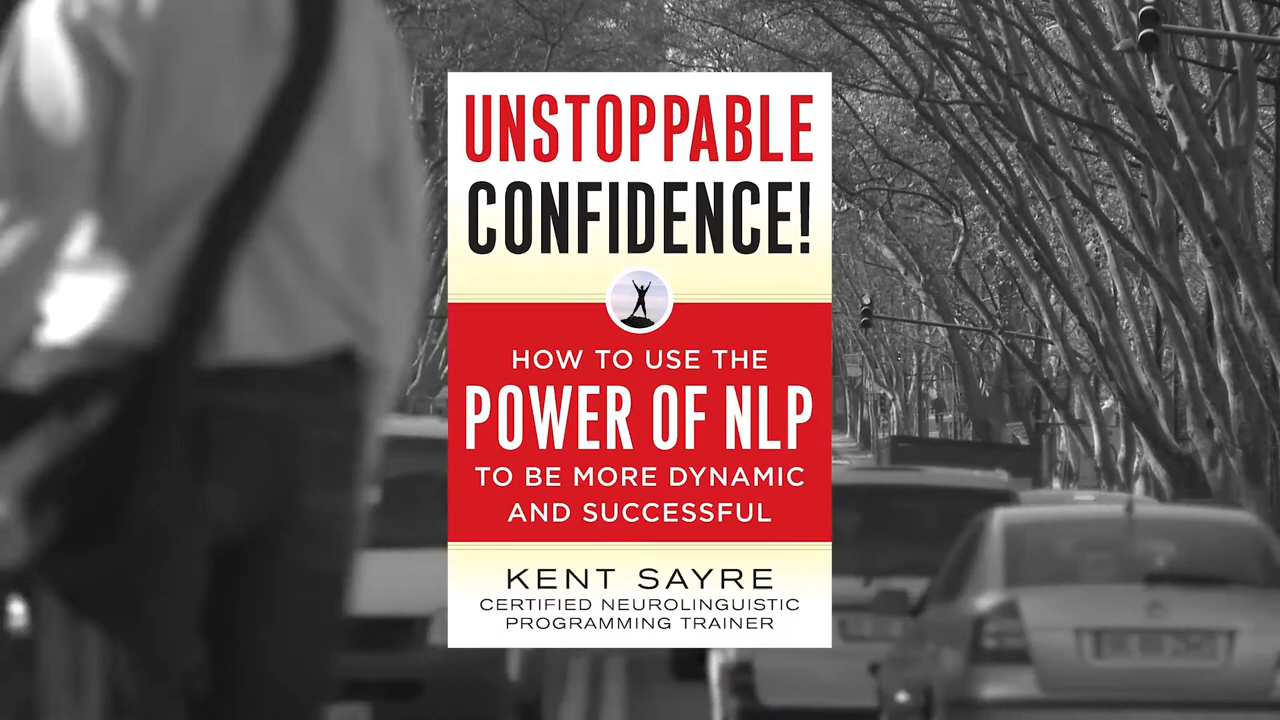 UNSTOPPABLE
CONFIDENCE!
HOW TO USE THE
POWER OF NLP
TO BE MORE DYNAMIC
AND SUCCESSFUL
KENT SAYRE
CERTIFIED NEUROLINGUISTIC
PROGRAMMING TRAINER